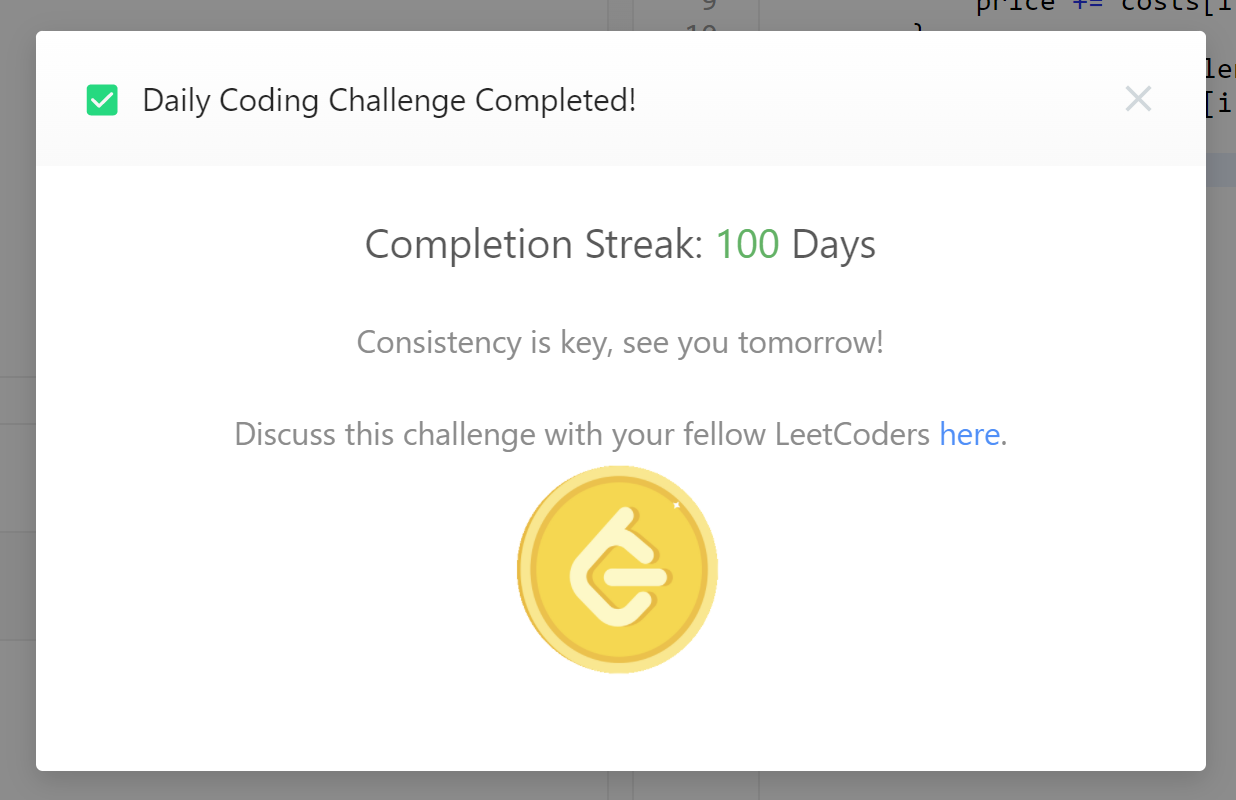 9
price += costs[i
10
}
Daily Coding Challenge Completed!
[i
Completion Streak: 100 Days
Consistency is key, see you tomorrow!
Discuss this challenge with your fellow LeetCoders here.